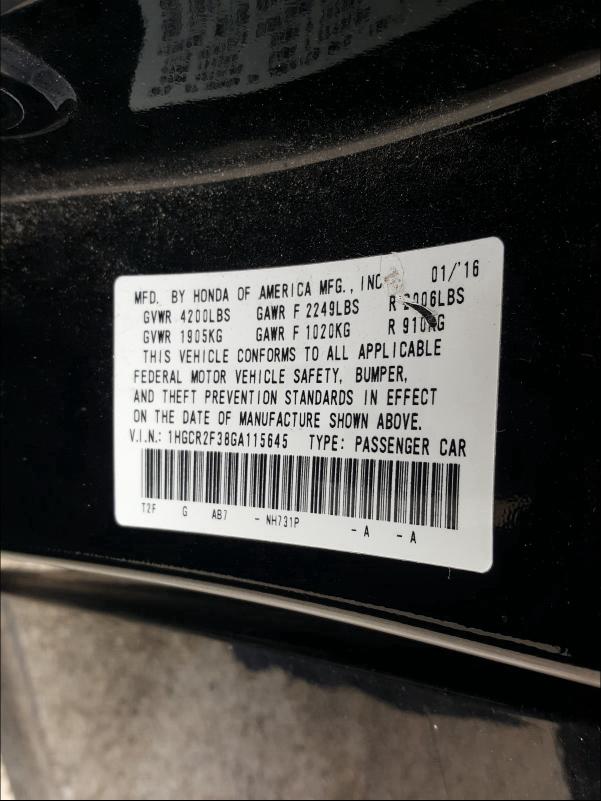 MFD. BY HONDA OF AMERICA MFG., INC 01/'16
GVWR 4200LBS GAWR F 2249LBS R 2006LBS
GVWR 1905KG GAWR F 1020KG R 910KG
THIS VEHICLE CONFORMS TO ALL APPLICABLE
FEDERAL MOTOR VEHICLE SAFETY, BUMPER,
AND THEFT PREVENTION STANDARDS IN EFFECT
ON THE DATE OF MANUFACTURE SHOWN ABOVE.
V.I.N.: 1HGCR2F38GA115645 TYPE: PASSENGER CAR
T2F G AB7 - NH731P - A - A